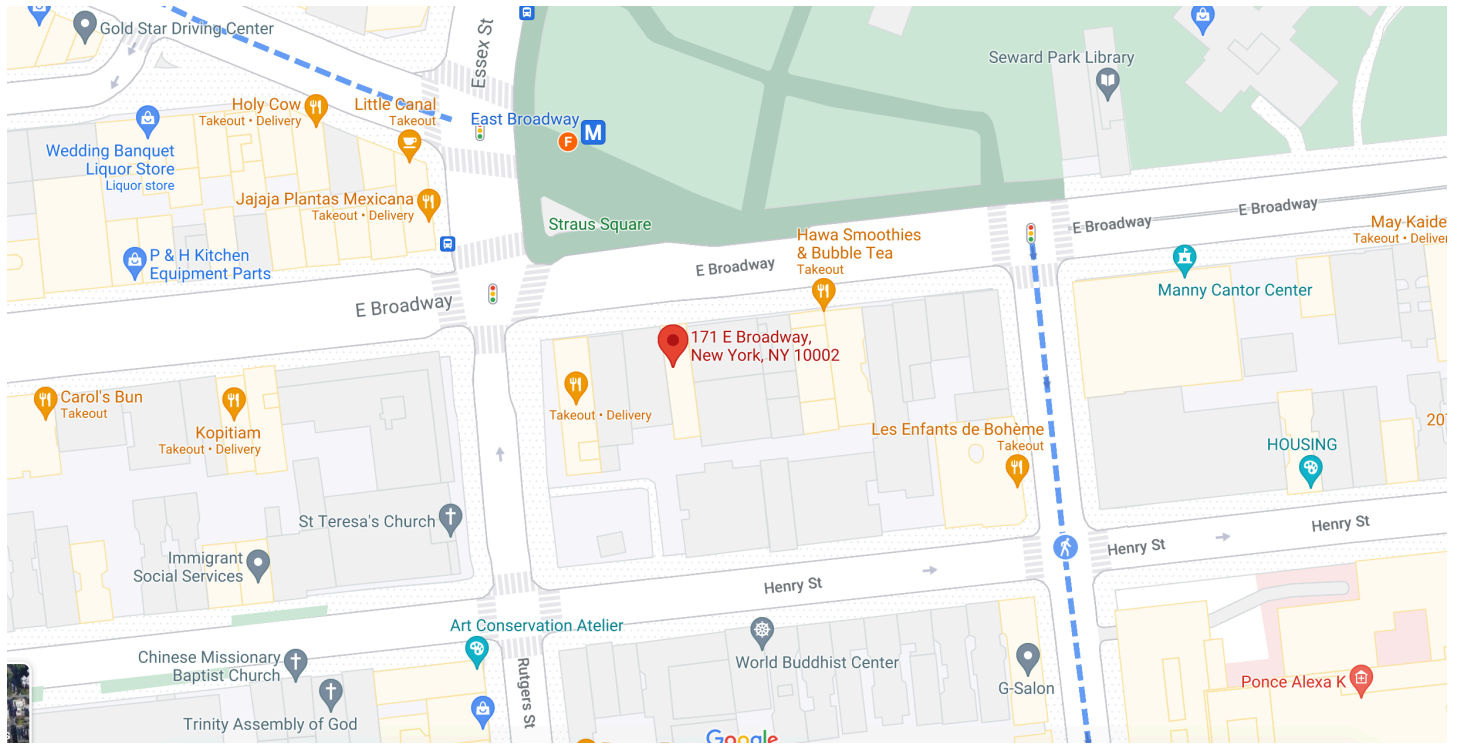 Gold Star Driving Center
Essex St
Seward Park Library
Holy Cow
Takeout • Delivery
Little Canal
Takeout
East Broadway
M
F
Wedding Banquet
Liquor Store
Liquor store
Jajaja Plantas Mexicana
Takeout • Delivery
Straus Square
E Broadway
E Broadway
May Kaide
Takeout • Deliver
Hawa Smoothies
& Bubble Tea
Takeout
P & H Kitchen
Equipment Parts
E Broadway
Manny Cantor Center
E Broadway
171 E Broadway,
New York, NY 10002
Carol's Bun
Takeout
Kopitiam
Takeout • Delivery
Takeout • Delivery
Les Enfants de Bohème
Takeout
20
HOUSING
St Teresa's Church
Henry St
Henry St
Immigrant
Social Services
Henry St
Art Conservation Atelier
Chinese Missionary
Baptist Church
World Buddhist Center
Rutgers St
G-Salon
Ponce Alexa K
Trinity Assembly of God
Google